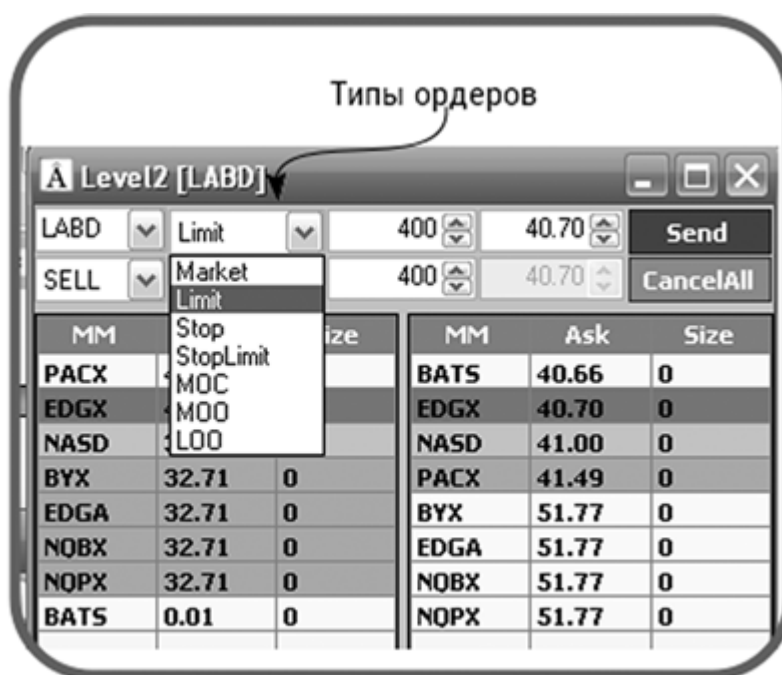 Типы ордеров
Level2 [LABD]
LABD Limit 400 40.70 Send
SELL 400 40.70 CancelAll
Market
Limit
Stop
StopLimit
MOC
MOO
LOO
MM ize MM Ask Size
PACX BATS 40.66 0
EDGX EDGX 40.70 0
NASD NASD 41.00 0
BYX 32.71 0 PACX 41.49 0
EDGA 32.71 0 BYX 51.77 0
NQBX 32.71 0 EDGA 51.77 0
NQPX 32.71 0 NQBX 51.77 0
BATS 0.01 0 NQPX 51.77 0